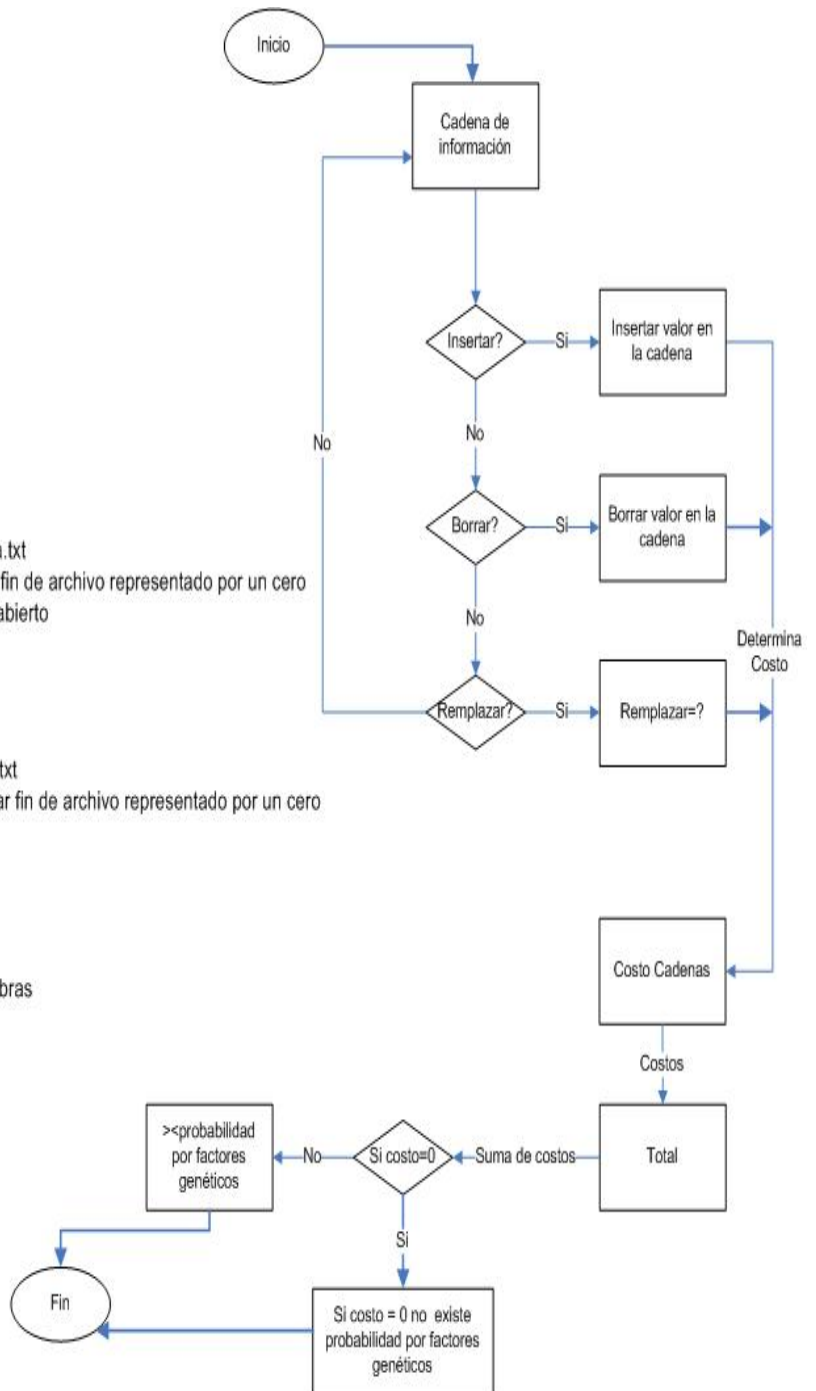 Inicio
Cadena de
información
Insertar?
Si
Insertar valor en
la cadena
No
No
Borrar?
Si
Borrar valor en la
cadena
.txt
fin de archivo representado por un cero
abierto
No
Determina
Costo
Remplazar?
Si
Remplazar=?
txt
ar fin de archivo representado por un cero
bras
Costo Cadenas
Costos
><probabilidad
por factores
genéticos
No
Si costo=0
Suma de costos
Total
Si
Fin
Si costo = 0 no existe
probabilidad por factores
genéticos